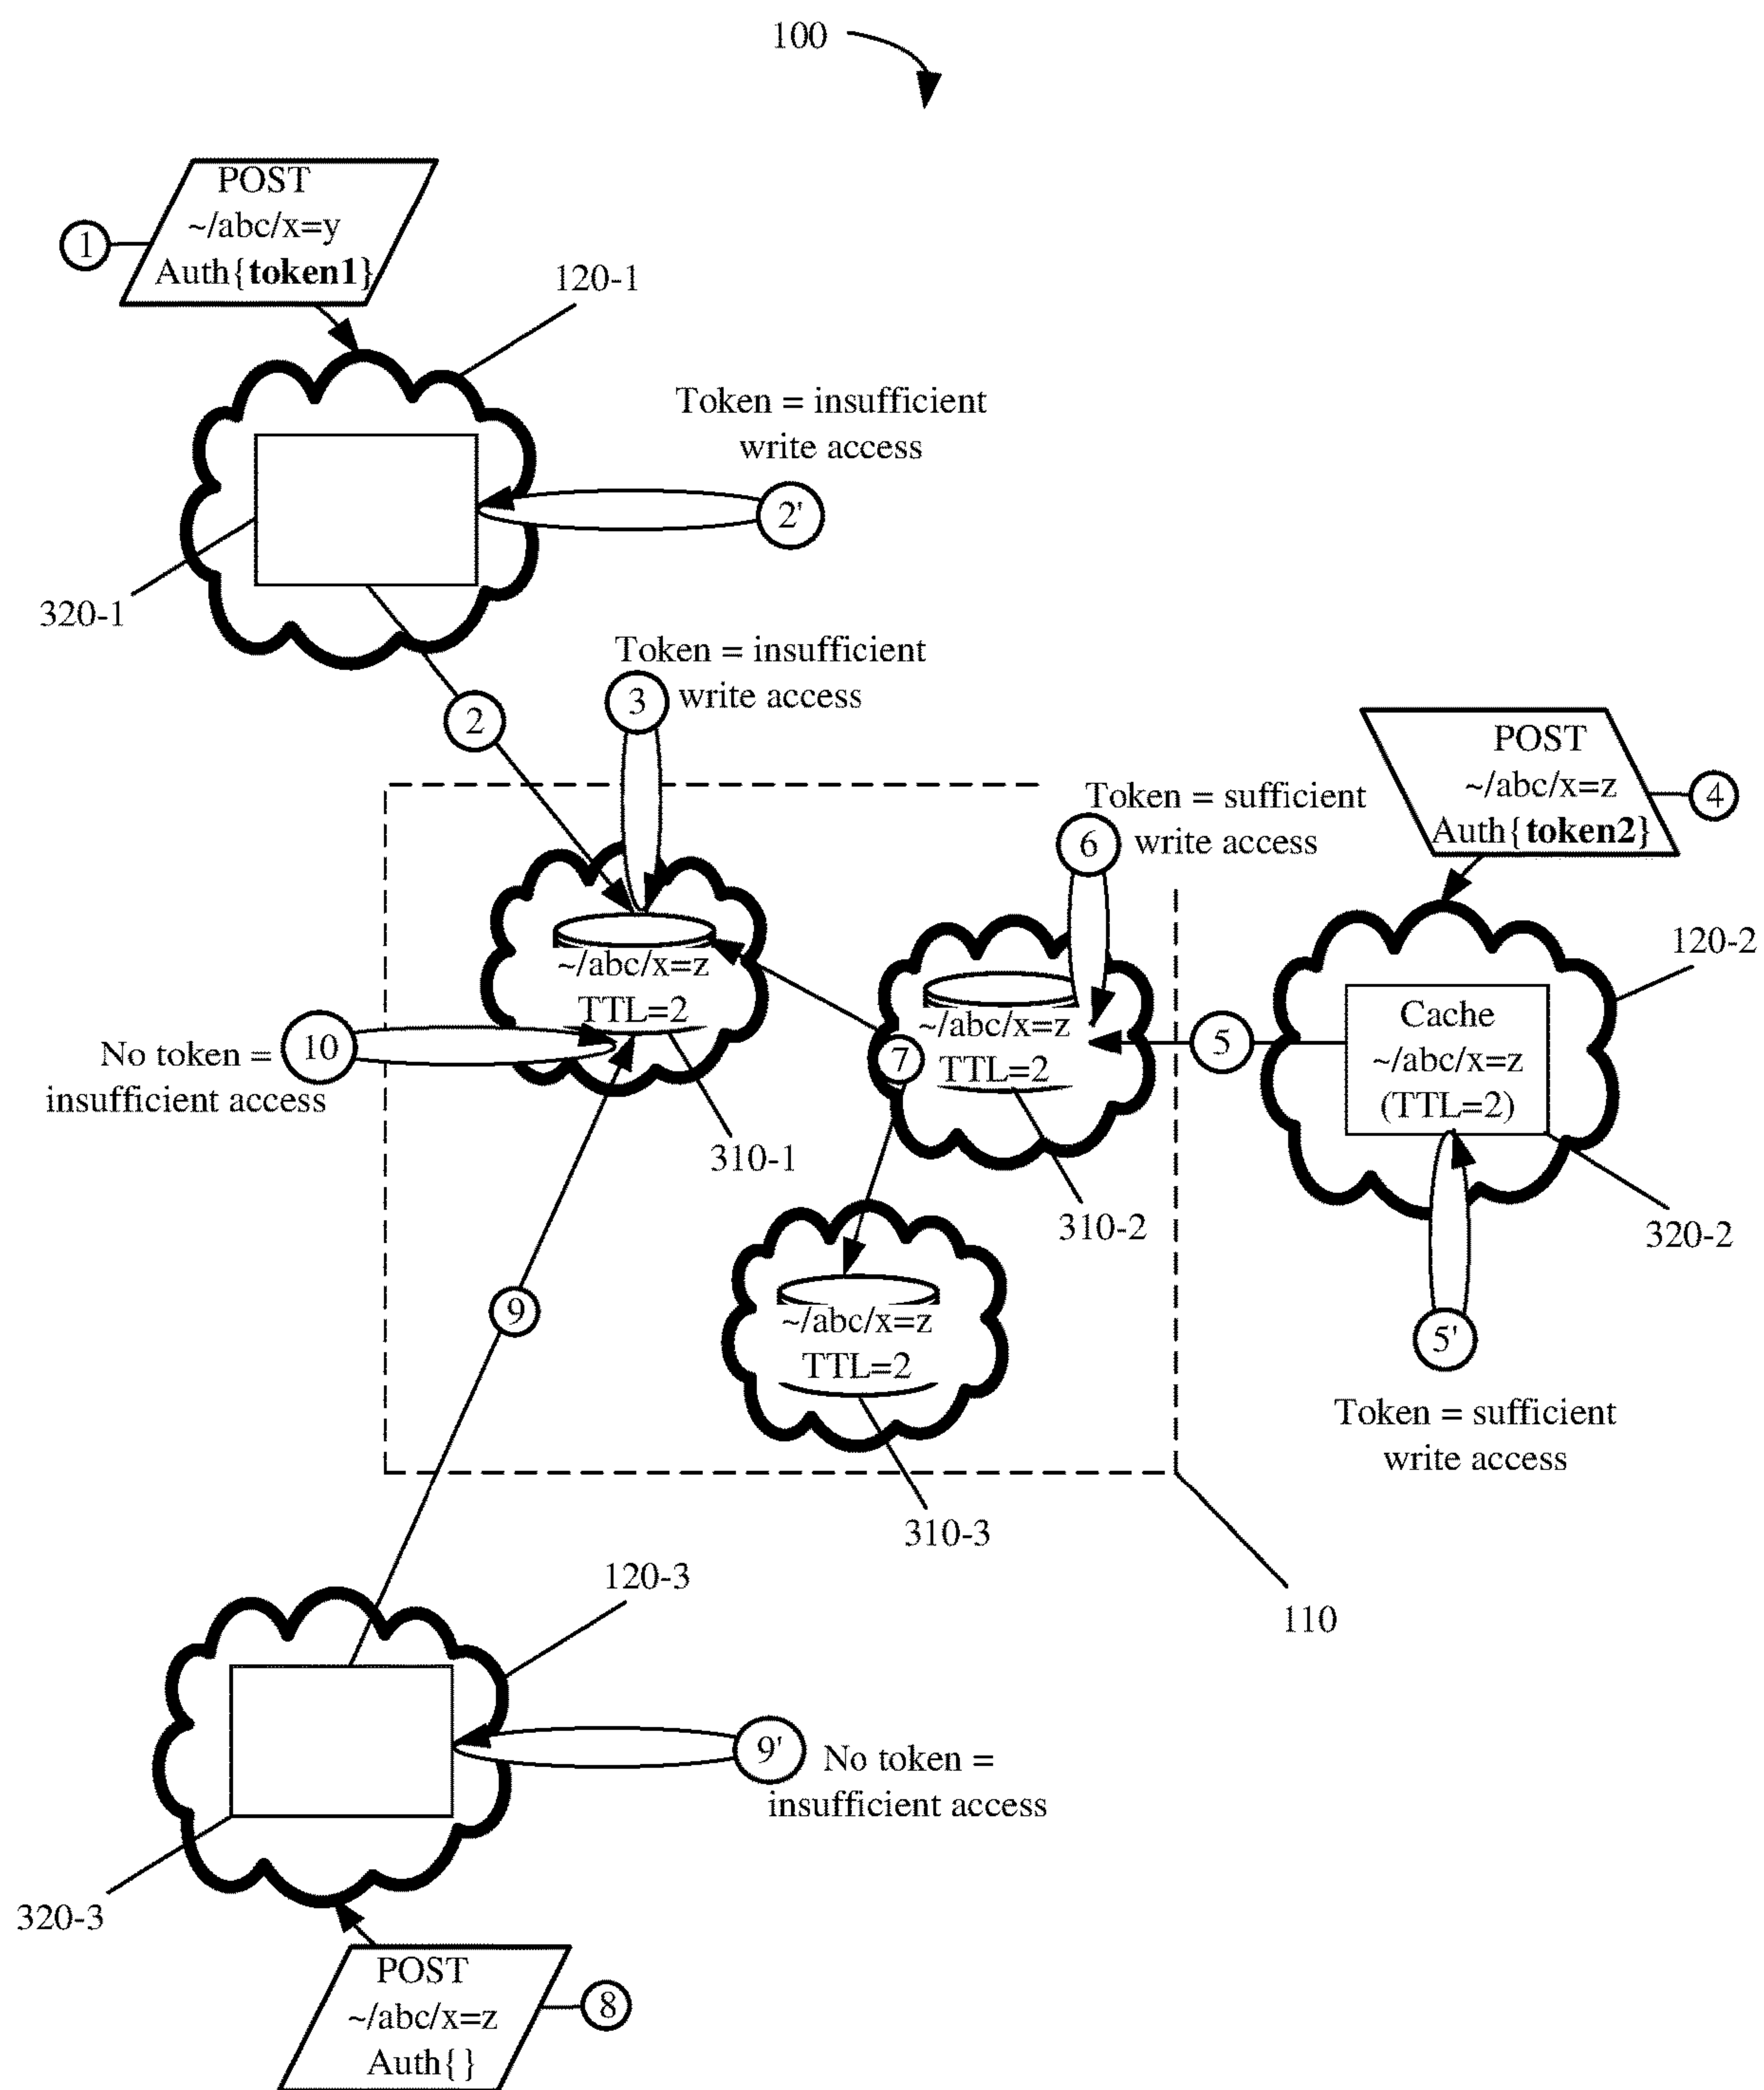 100
POST
~/abc/x=y
Auth{token1}
1
120-1
Token = insufficient
write access
2'
320-1
Token = insufficient
write access
3
2
POST
~/abc/x=z
Auth{token2}
4
Token = sufficient
write access
6
120-2
~/abc/x=z
TTL=2
~/abc/x=z
TTL=2
7
5
Cache
~/abc/x=z
(TTL=2)
No token =
insufficient access
10
310-1
310-2
320-2
9
~/abc/x=z
TTL=2
5'
Token = sufficient
write access
310-3
120-3
110
9'
No token =
insufficient access
320-3
POST
~/abc/x=z
Auth{}
8